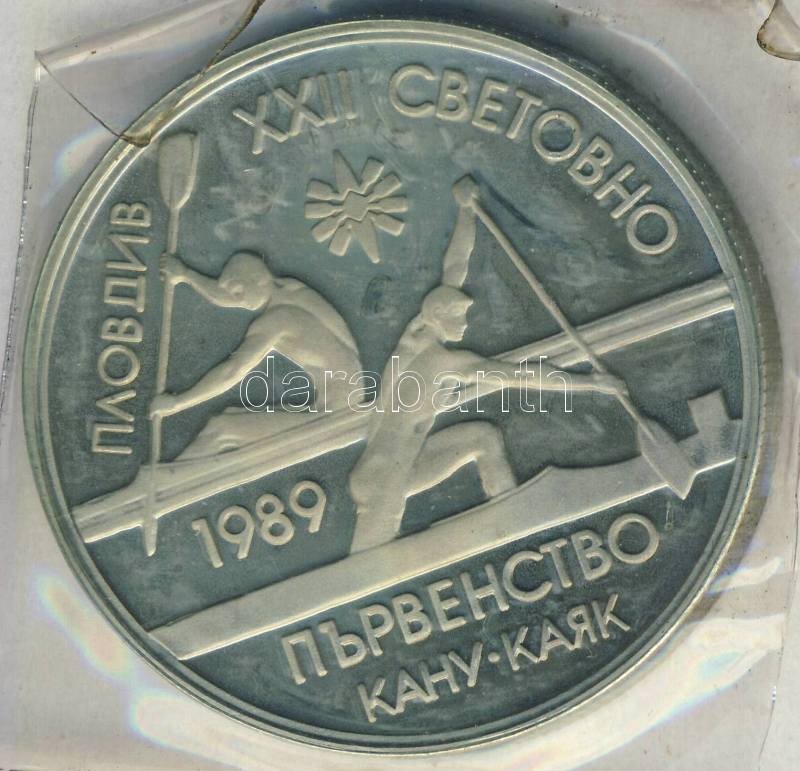 XXII СВЕТОВНО
ПЛОВДИВ
1989
ПЪРВЕНСТВО
КАНУ·КАЯК
darabanth